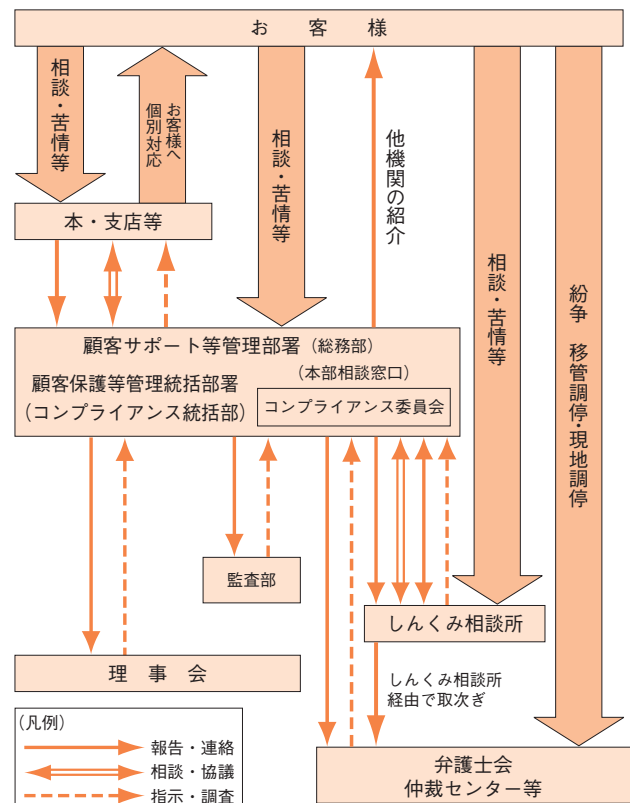 お　客　様
相談・苦情等
お客様へ
個別対応
相談・苦情等
他機関の紹介
相談・苦情等
紛争　移管調停・現地調停
本・支店等
顧客サポート等管理部署（総務部）
（本部相談窓口）
顧客保護等管理統括部署
（コンプライアンス統括部）
コンプライアンス委員会
監査部
しんくみ相談所
理　事　会
しんくみ相談所
経由で取次ぎ
弁護士会
仲裁センター等
（凡例）
報告・連絡
相談・協議
指示・調査